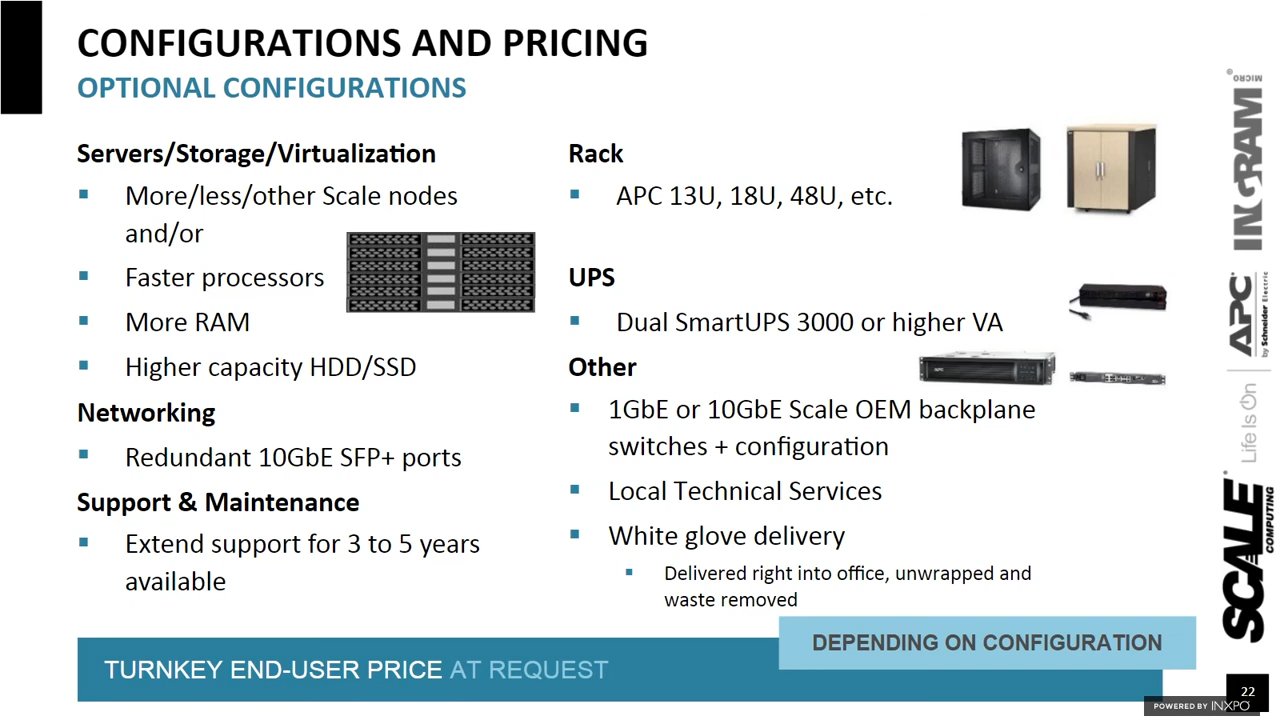 CONFIGURATIONS AND PRICING
OPTIONAL CONFIGURATIONS
Servers/Storage/Virtualization
More/less/other Scale nodes
and/or
Faster processors
More RAM
Higher capacity HDD/SSD
Networking
Redundant 10GbE SFP+ ports
Support & Maintenance
Extend support for 3 to 5 years
available
Rack
APC 13U, 18U, 48U, etc.
UPS
Dual SmartUPS 3000 or higher VA
Other
1GbE or 10GbE Scale OEM backplane
switches + configuration
Local Technical Services
White glove delivery
Delivered right into office, unwrapped and
waste removed
TURNKEY END-USER PRICE AT REQUEST
DEPENDING ON CONFIGURATION
INGRAM MICRO®
APC®
by Schneider Electric
Life Is On
SCALE®
COMPUTING
APC
22
POWERED BY INXPO